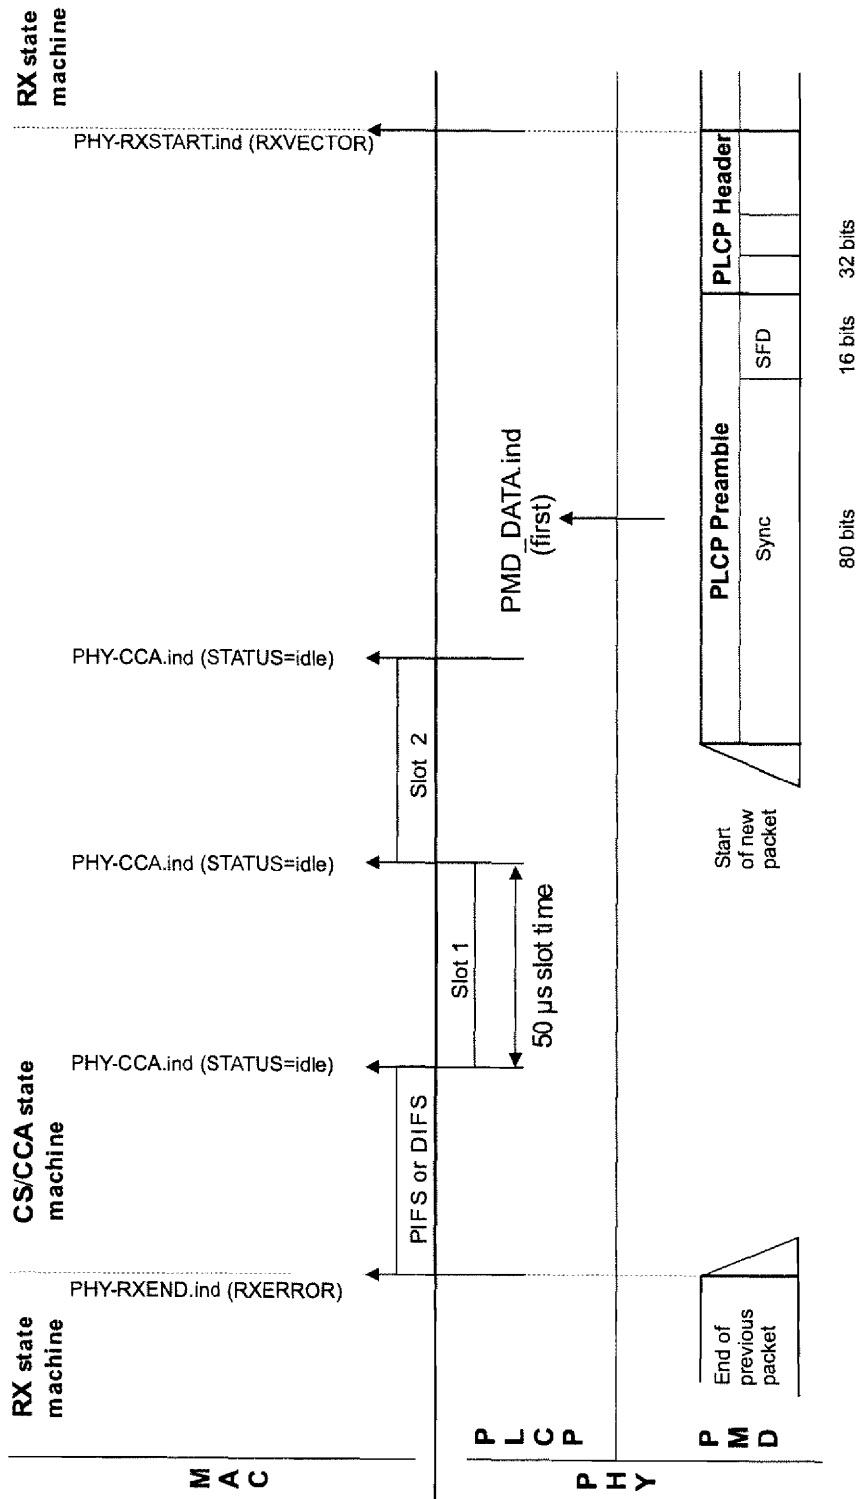 RX state
machine
CS/CCA state
machine
RX state
machine
PHY-RXEND.ind (RXERROR)
PHY-CCA.ind (STATUS=idle)
PHY-CCA.ind (STATUS=idle)
PHY-CCA.ind (STATUS=idle)
PHY-RXSTART.ind (RXVECTOR)
MAC
PIFS or DIFS
Slot 2
Slot 1
50 µs slot time
PMD_DATA.ind
(first)
PLCP
PHY
PMD
End of
previous
packet
Start
of new
packet
PLCP Preamble
PLCP Header
Sync
SFD
80 bits
16 bits
32 bits